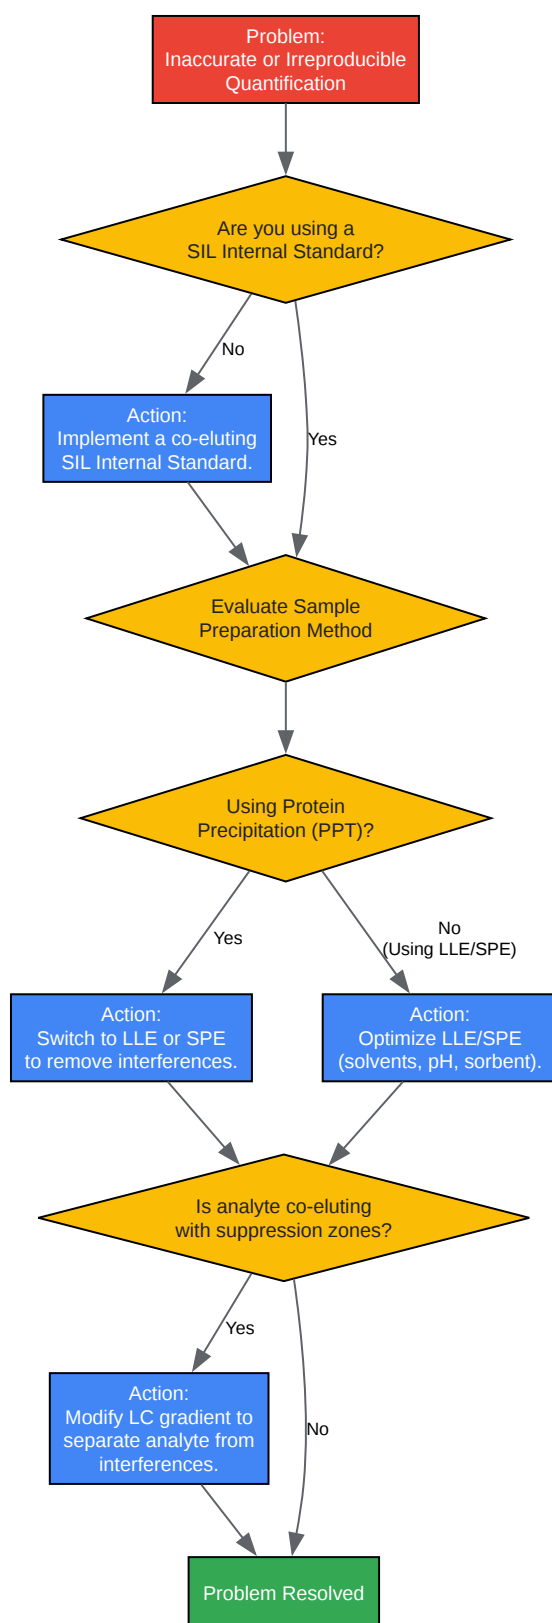 Problem:
Inaccurate or Irreproducible
Quantification
Are you using a
SIL Internal Standard?
No
Action:
Implement a co-eluting
SIL Internal Standard.
Yes
Evaluate Sample
Preparation Method
Using Protein
Precipitation (PPT)?
Yes
No
(Using LLE/SPE)
Action:
Switch to LLE or SPE
to remove interferences.
Action:
Optimize LLE/SPE
(solvents, pH, sorbent).
Is analyte co-eluting
with suppression zones?
Yes
Action:
Modify LC gradient to
separate analyte from
interferences.
No
Problem Resolved